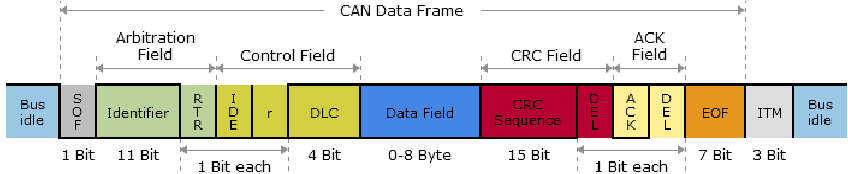 CAN Data Frame
Arbitration Field
Control Field
CRC Field
ACK Field
Bus idle
SOF
Identifier
RTR
IDE
r
DLC
Data Field
CRC Sequence
DEL
ACK
DEL
EOF
ITM
Bus idle
1 Bit
11 Bit
1 Bit each
4 Bit
0-8 Byte
15 Bit
1 Bit each
7 Bit
3 Bit